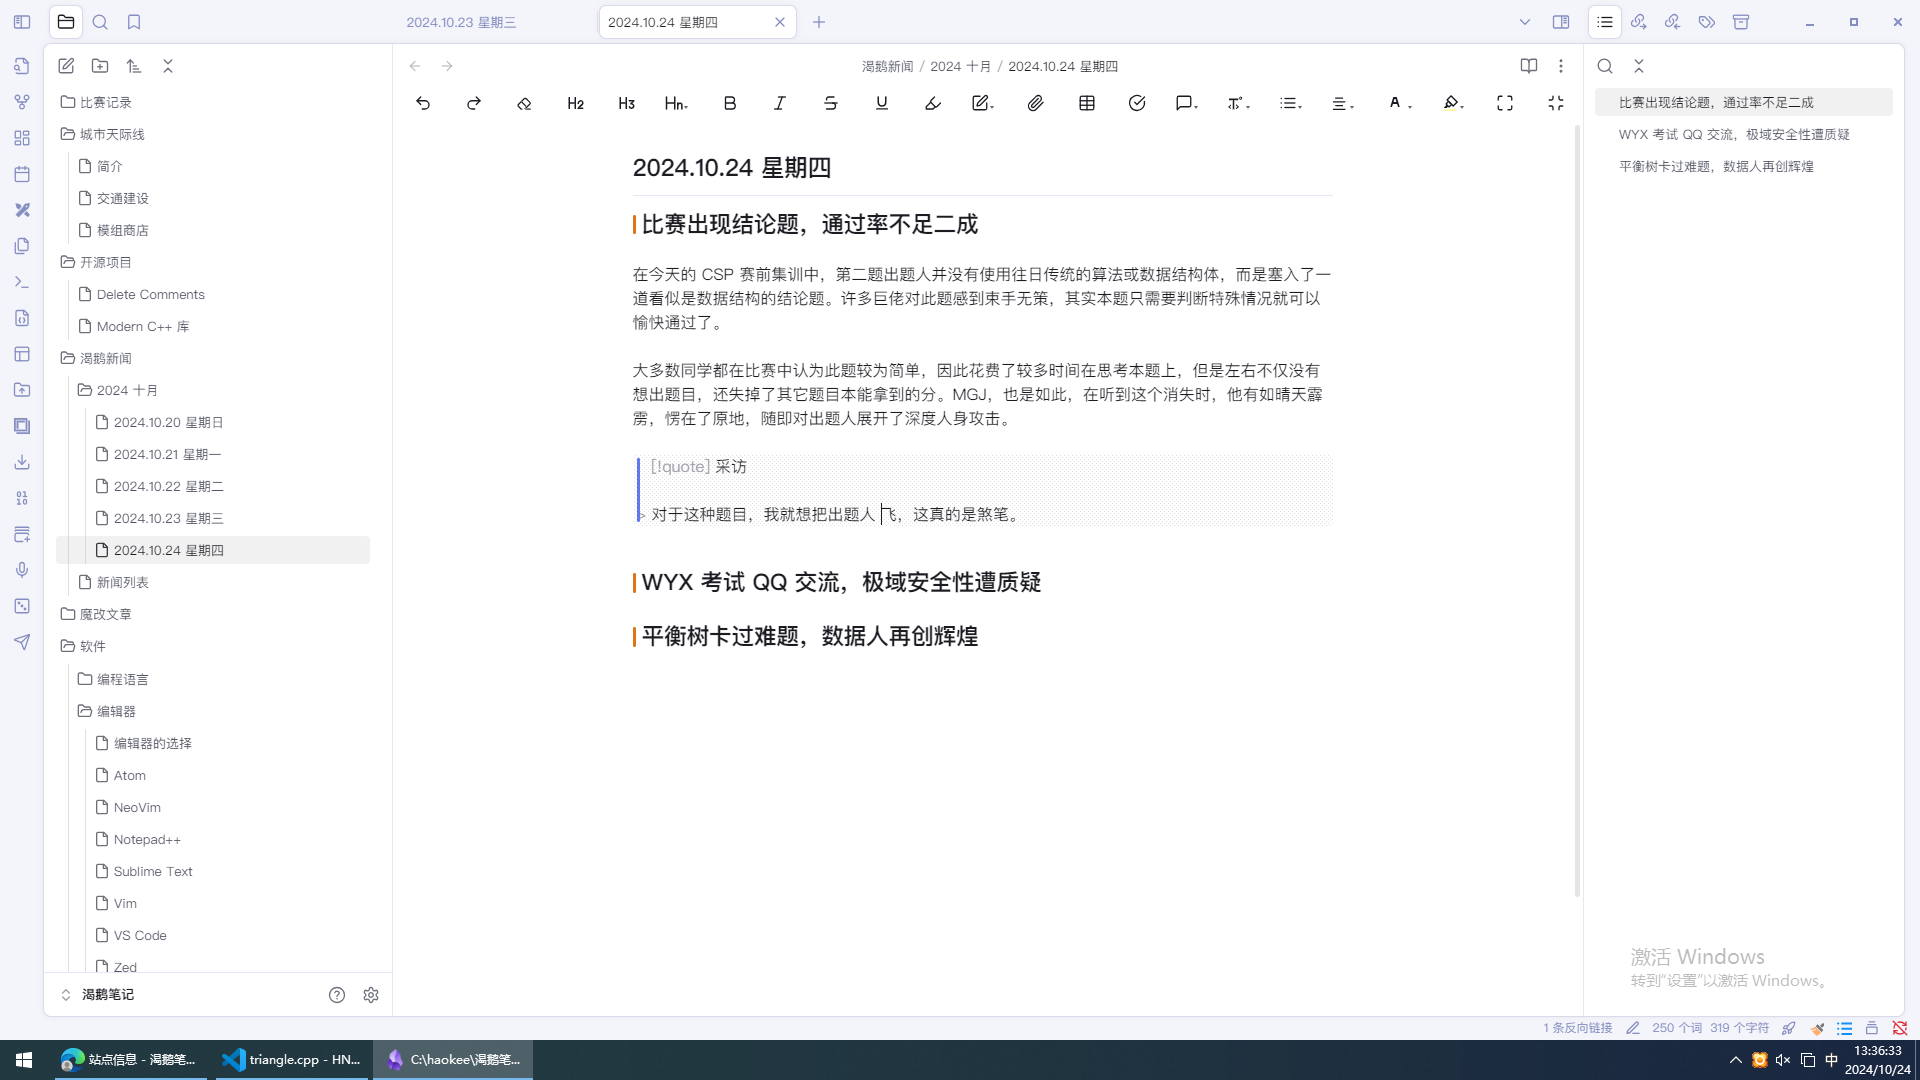 2024.10.23 星期三
2024.10.24 星期四
渴鹅新闻 / 2024 十月 / 2024.10.24 星期四
H2 H3 Hn
比赛记录
城市天际线
简介
交通建设
模组商店
开源项目
Delete Comments
Modern C++ 库
渴鹅新闻
2024 十月
2024.10.20 星期日
2024.10.21 星期一
2024.10.22 星期二
2024.10.23 星期三
2024.10.24 星期四
新闻列表
魔改文章
软件
编程语言
编辑器
编辑器的选择
Atom
NeoVim
Notepad++
Sublime Text
Vim
VS Code
Zed
渴鹅笔记
2024.10.24 星期四
比赛出现结论题，通过率不足二成
在今天的 CSP 赛前集训中，第二题出题人并没有使用往日传统的算法或数据结构体，而是塞入了一
道看似是数据结构的结论题。许多巨佬对此题感到束手无策，其实本题只需要判断特殊情况就可以
愉快通过了。
大多数同学都在比赛中认为此题较为简单，因此花费了较多时间在思考本题上，但是左右不仅没有
想出题目，还失掉了其它题目本能拿到的分。MGJ，也是如此，在听到这个消失时，他有如晴天霹
雳，愣在了原地，随即对出题人展开了深度人身攻击。
[!quote] 采访
> 对于这种题目，我就想把出题人 飞，这真的是煞笔。
WYX 考试 QQ 交流，极域安全性遭质疑
平衡树卡过难题，数据人再创辉煌
比赛出现结论题，通过率不足二成
WYX 考试 QQ 交流，极域安全性遭质疑
平衡树卡过难题，数据人再创辉煌
激活 Windows
转到“设置”以激活 Windows。
1 条反向链接
250 个词 319 个字符
站点信息 - 渴鹅笔...
triangle.cpp - HN...
C:\haokee\渴鹅笔...
中
13:36:33
2024/10/24